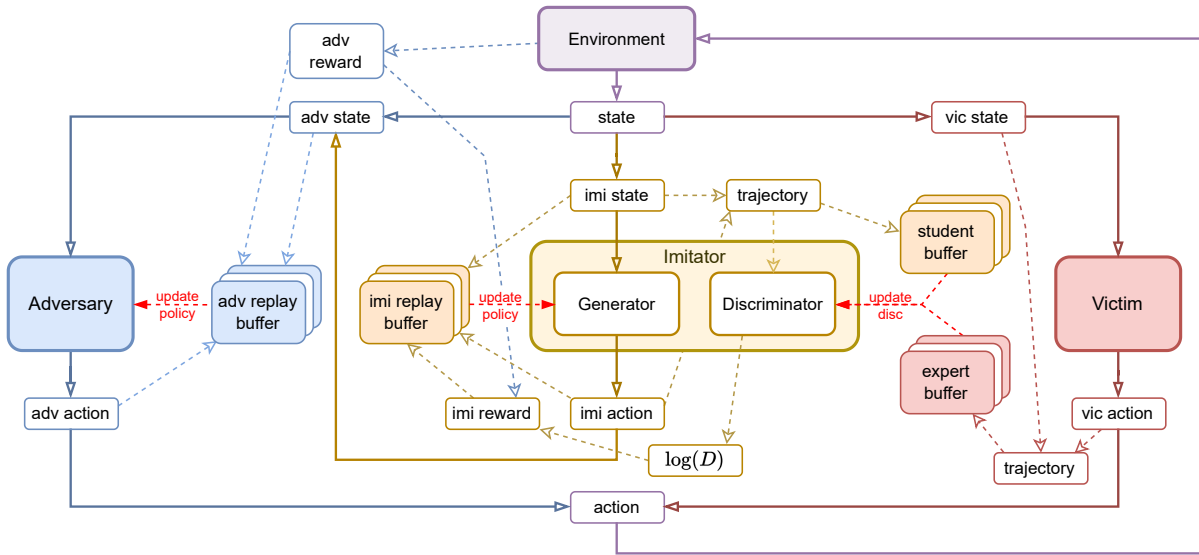 adv
reward
Environment
adv state
state
vic state
imi state
trajectory
student
buffer
Imitator
Adversary
update
policy
adv replay
buffer
imi replay
buffer
update
policy
Generator
Discriminator
update
disc
Victim
expert
buffer
adv action
imi reward
imi action
vic action
log(D)
trajectory
action